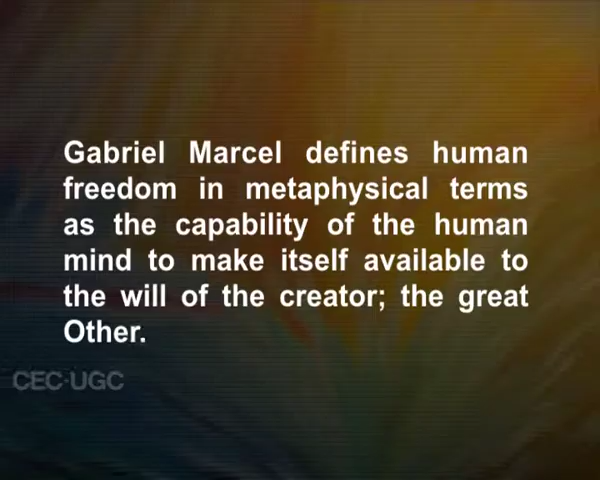 Gabriel Marcel defines human
freedom in metaphysical terms
as the capability of the human
mind to make itself available to
the will of the creator; the great
Other.
CEC-UGC